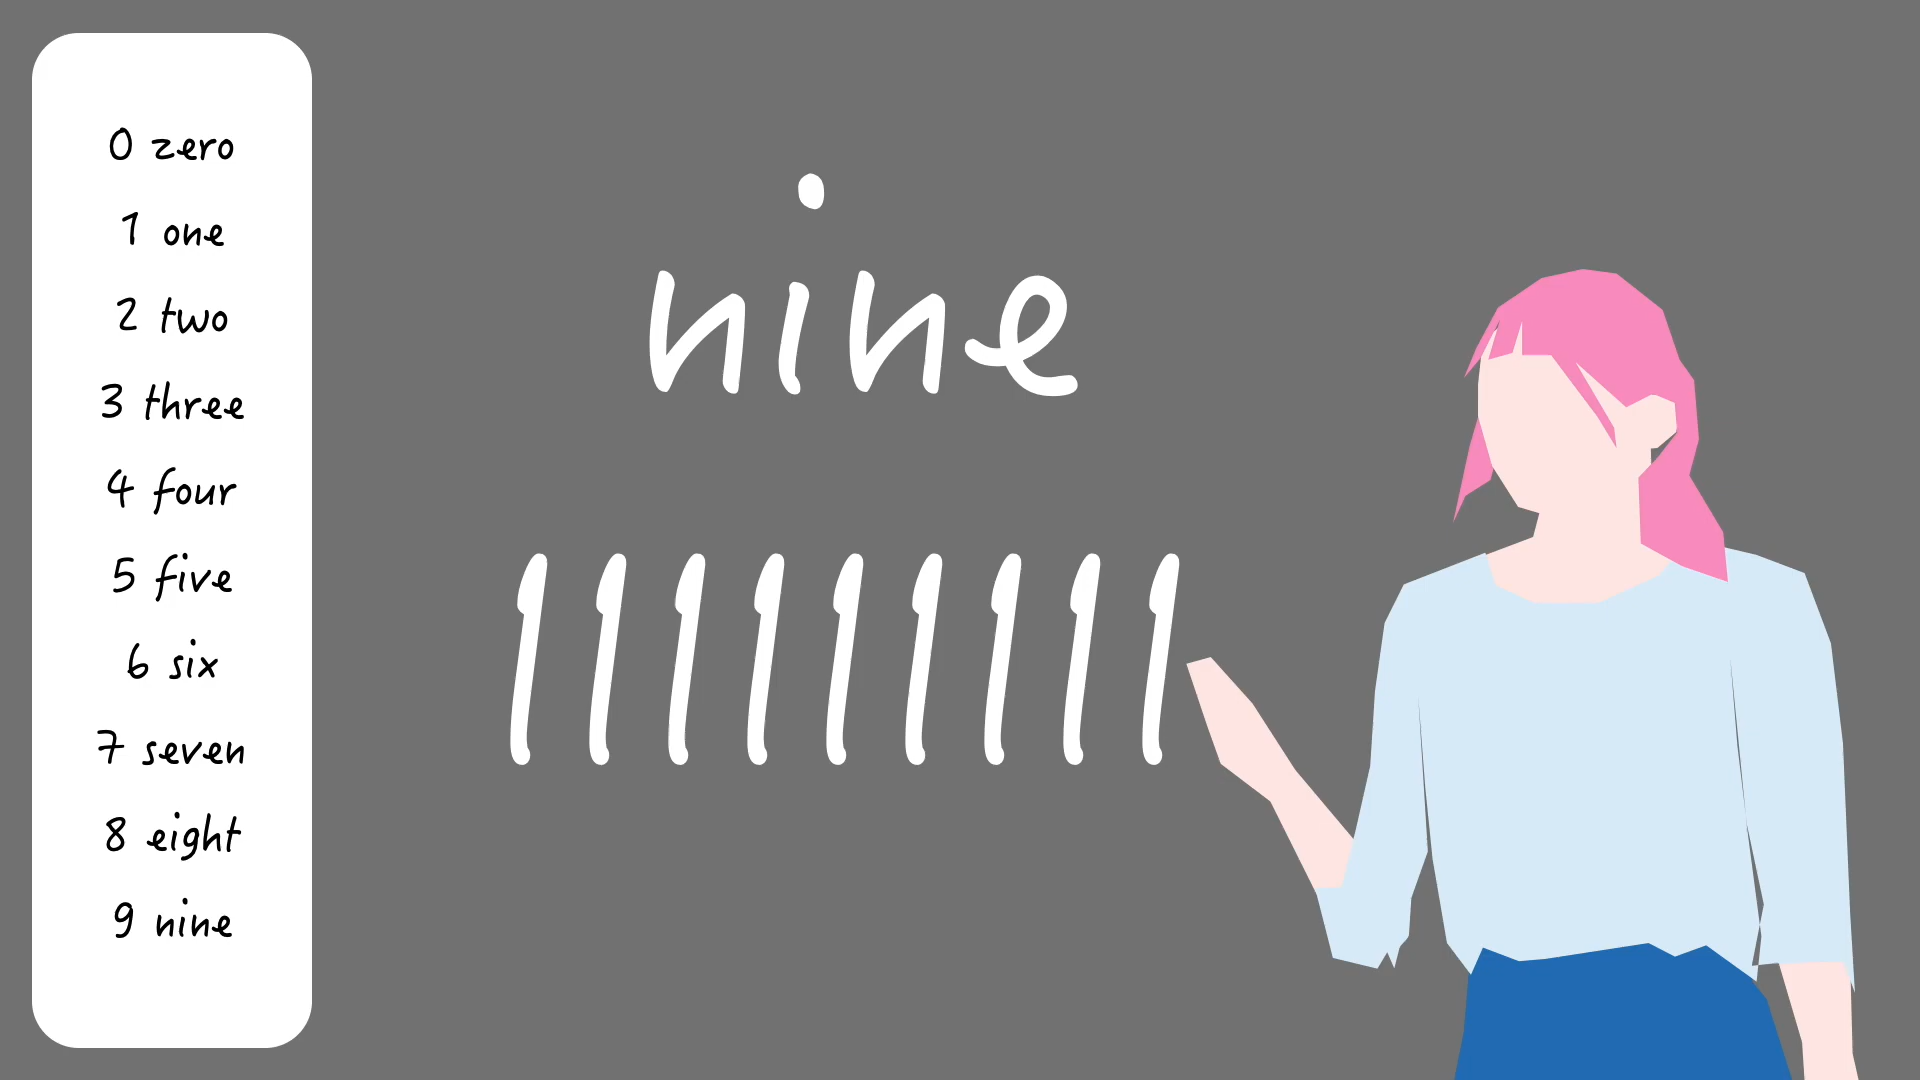 0 zero
1 one
2 two
3 three
4 four
5 five
6 six
7 seven
8 eight
9 nine
nine
111111111